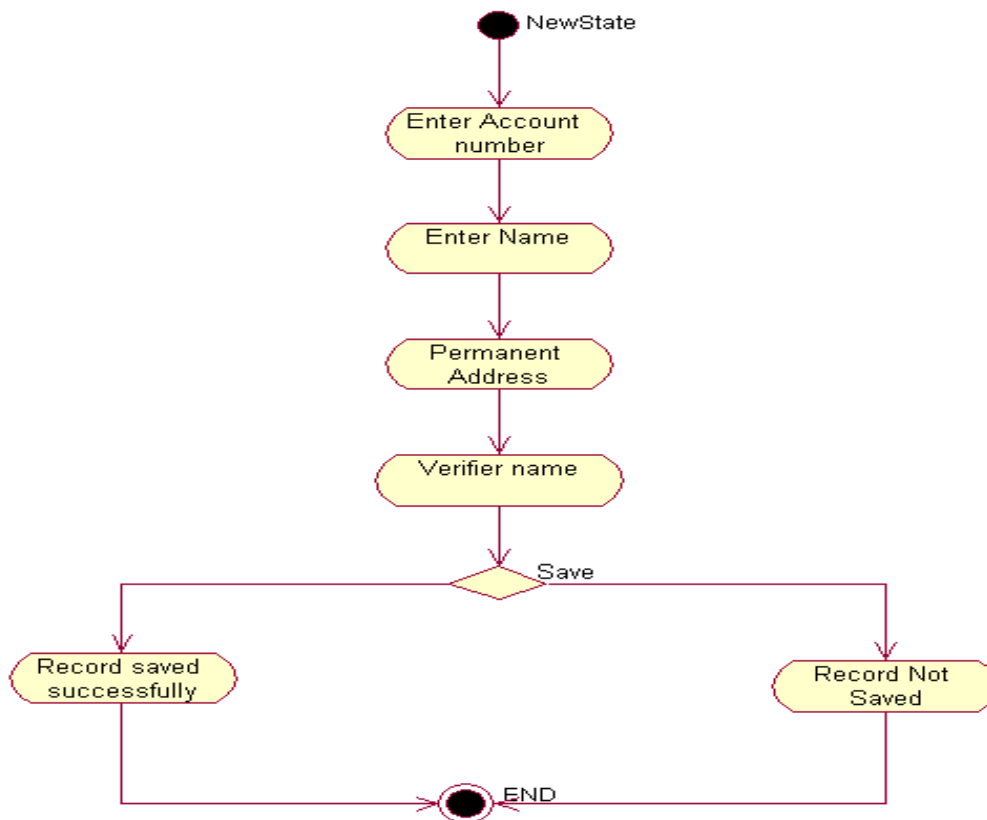 NewState
Enter Account
number
Enter Name
Permanent
Address
Verifier name
Save
Record saved
successfully
Record Not
Saved
END